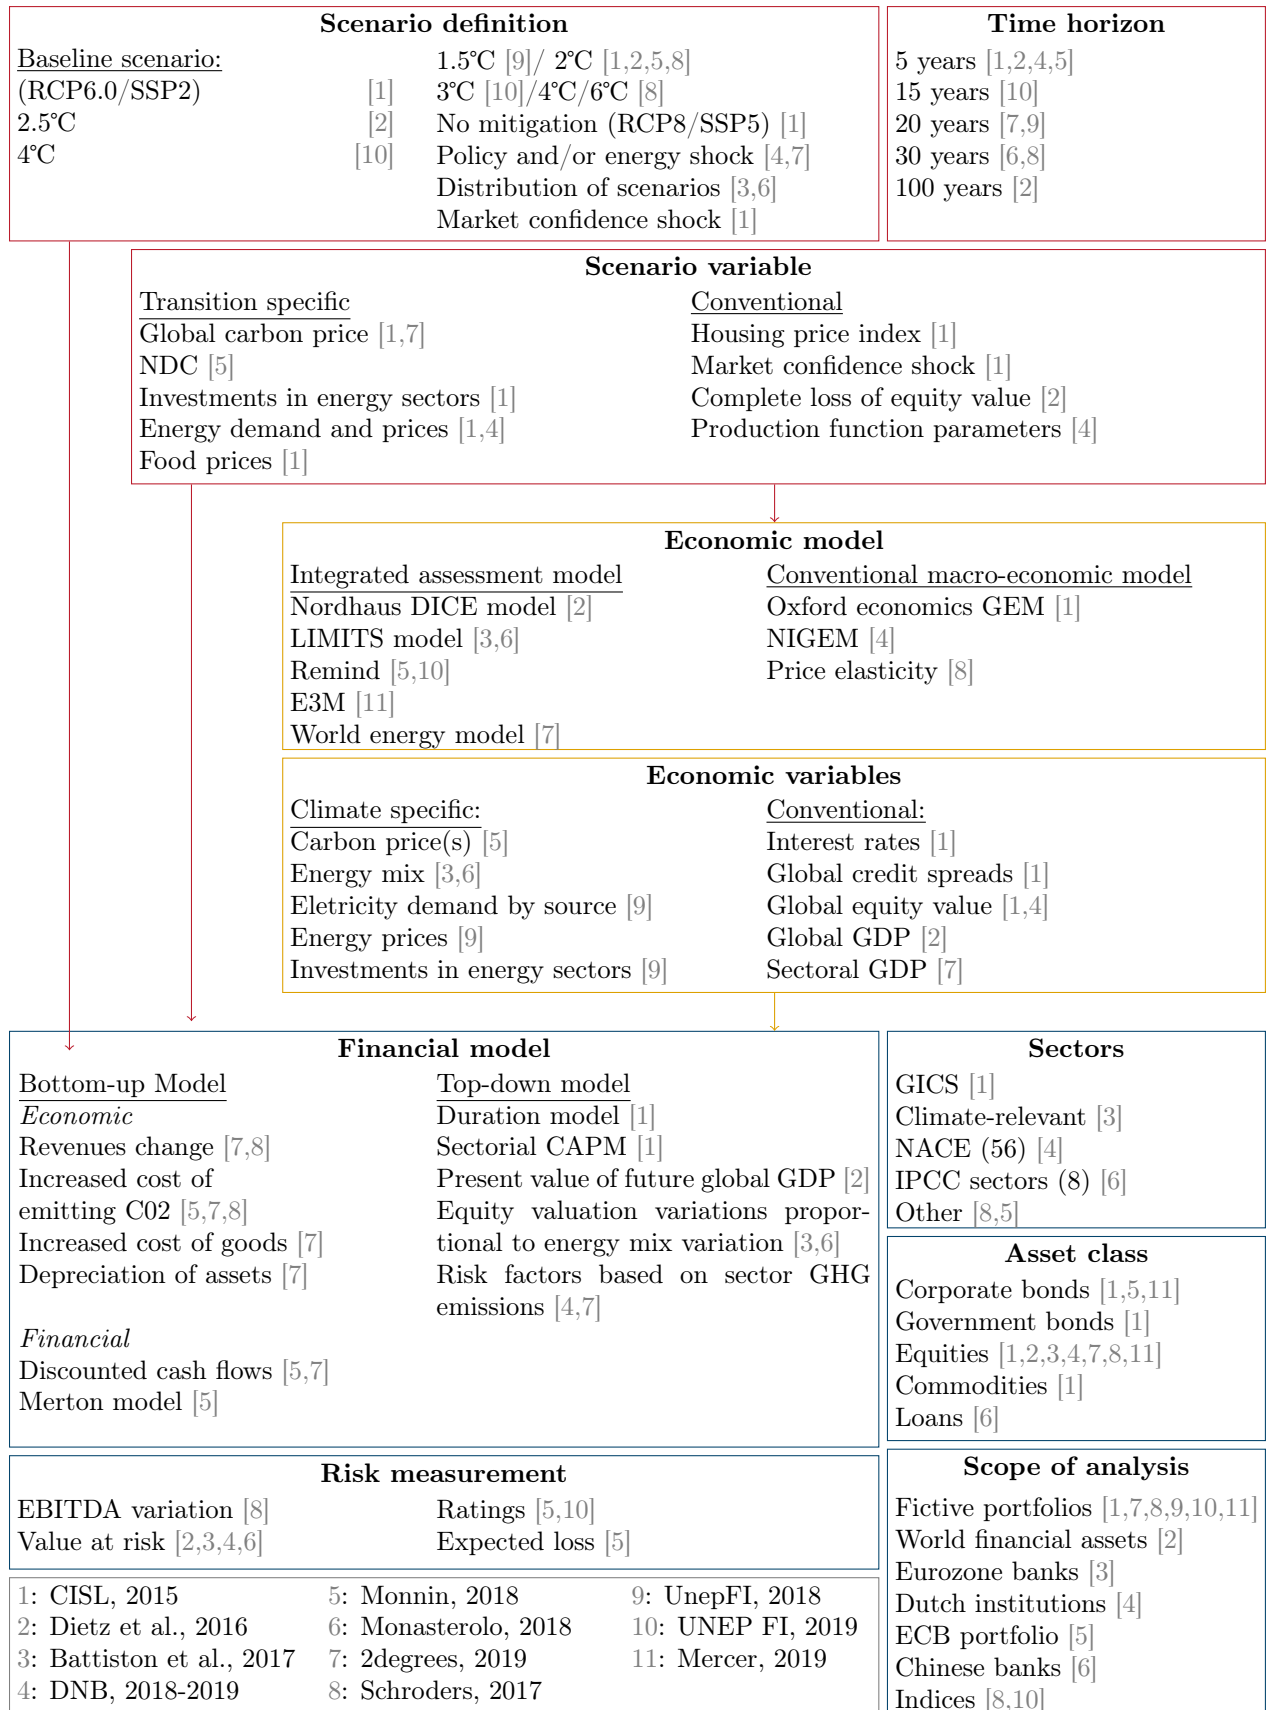 Scenario definition
Baseline scenario:
(RCP6.0/SSP2) [1]
2.5℃ [2]
4℃ [10]
1.5℃ [9]/ 2℃ [1,2,5,8]
3℃ [10]/4℃/6℃ [8]
No mitigation (RCP8/SSP5) [1]
Policy and/or energy shock [4,7]
Distribution of scenarios [3,6]
Market confidence shock [1]
Time horizon
5 years [1,2,4,5]
15 years [10]
20 years [7,9]
30 years [6,8]
100 years [2]
Scenario variable
Transition specific
Global carbon price [1,7]
NDC [5]
Investments in energy sectors [1]
Energy demand and prices [1,4]
Food prices [1]
Conventional
Housing price index [1]
Market confidence shock [1]
Complete loss of equity value [2]
Production function parameters [4]
Economic model
Integrated assessment model
Nordhaus DICE model [2]
LIMITS model [3,6]
Remind [5,10]
E3M [11]
World energy model [7]
Conventional macro-economic model
Oxford economics GEM [1]
NIGEM [4]
Price elasticity [8]
Economic variables
Climate specific:
Carbon price(s) [5]
Energy mix [3,6]
Eletricity demand by source [9]
Energy prices [9]
Investments in energy sectors [9]
Conventional:
Interest rates [1]
Global credit spreads [1]
Global equity value [1,4]
Global GDP [2]
Sectoral GDP [7]
Financial model
Bottom-up Model
Economic
Revenues change [7,8]
Increased cost of
emitting C02 [5,7,8]
Increased cost of goods [7]
Depreciation of assets [7]
Financial
Discounted cash flows [5,7]
Merton model [5]
Top-down model
Duration model [1]
Sectorial CAPM [1]
Present value of future global GDP [2]
Equity valuation variations propor-
tional to energy mix variation [3,6]
Risk factors based on sector GHG
emissions [4,7]
Sectors
GICS [1]
Climate-relevant [3]
NACE (56) [4]
IPCC sectors (8) [6]
Other [8,5]
Asset class
Corporate bonds [1,5,11]
Government bonds [1]
Equities [1,2,3,4,7,8,11]
Commodities [1]
Loans [6]
Risk measurement
EBITDA variation [8]
Value at risk [2,3,4,6]
Ratings [5,10]
Expected loss [5]
Scope of analysis
Fictive portfolios [1,7,8,9,10,11]
World financial assets [2]
Eurozone banks [3]
Dutch institutions [4]
ECB portfolio [5]
Chinese banks [6]
Indices [8,10]
1: CISL, 2015
2: Dietz et al., 2016
3: Battiston et al., 2017
4: DNB, 2018-2019
5: Monnin, 2018
6: Monasterolo, 2018
7: 2degrees, 2019
8: Schroders, 2017
9: UnepFI, 2018
10: UNEP FI, 2019
11: Mercer, 2019